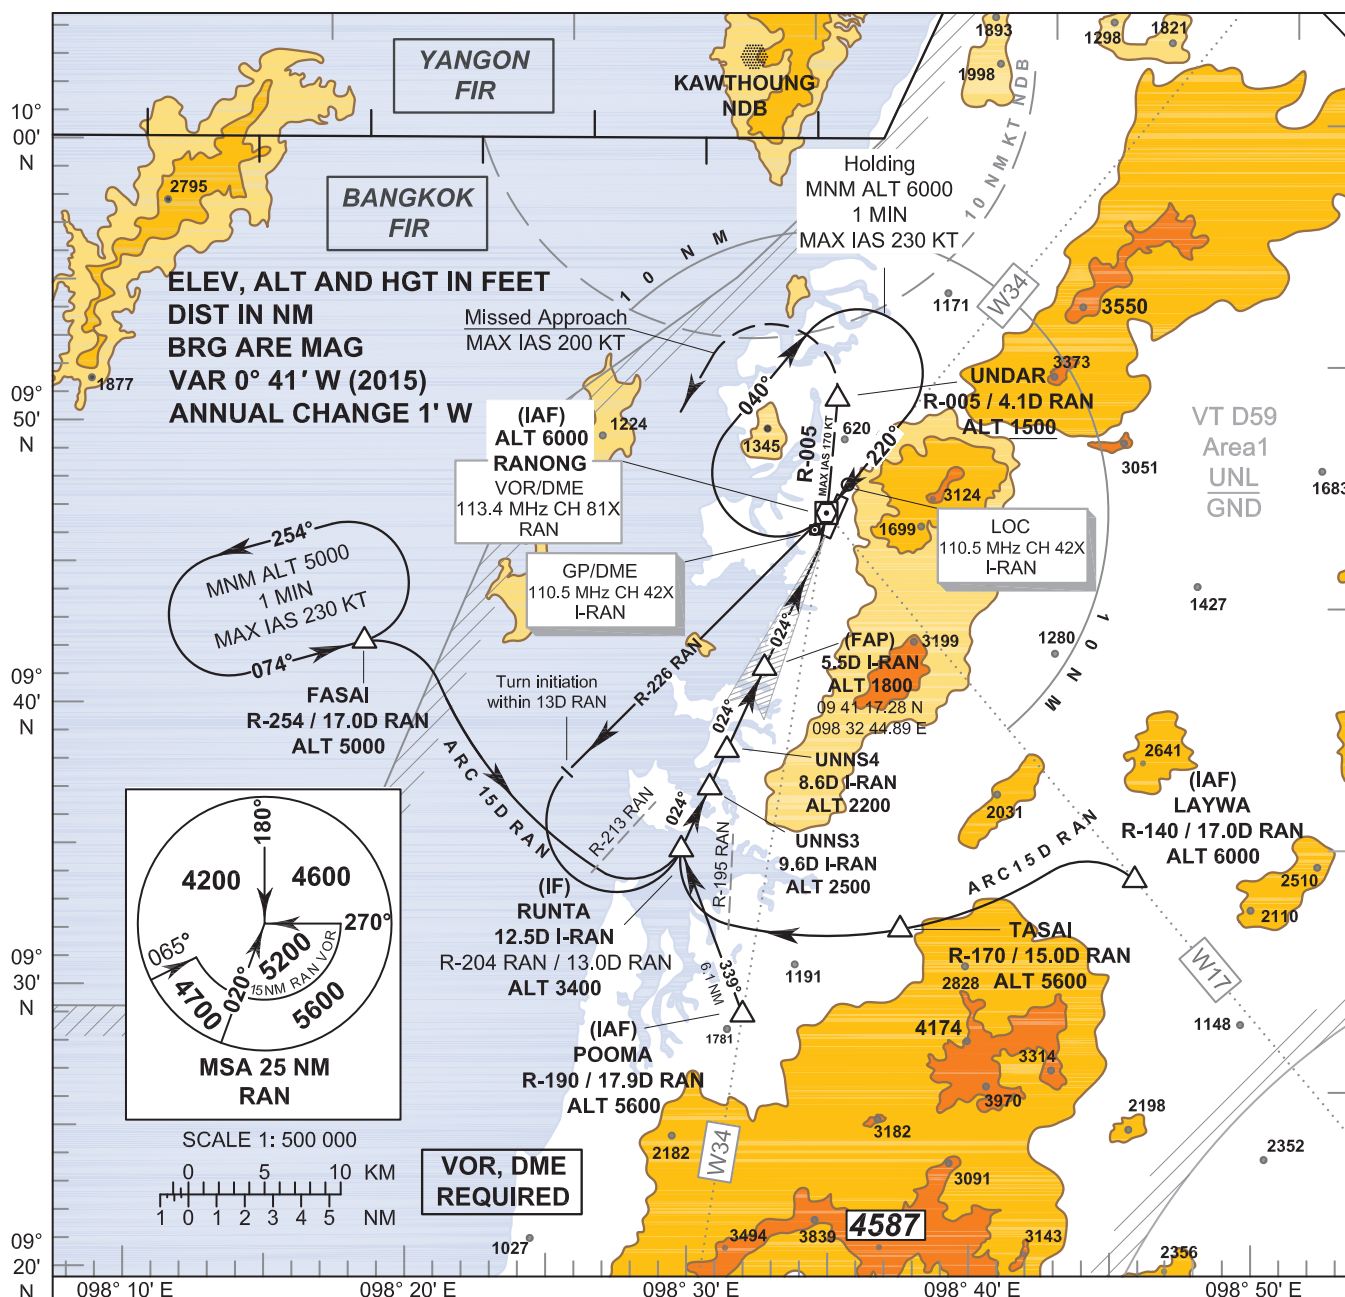 YANGON
FIR
KAWTHOUNG
NDB
1893
1998
1298
1821
10°
00'
N
2795
BANGKOK
FIR
Holding
MNM ALT 6000
1 MIN
MAX IAS 230 KT
10 NM KT NDB
10 NM
W34
ELEV, ALT AND HGT IN FEET
DIST IN NM
BRG ARE MAG
VAR 0° 41' W (2015)
ANNUAL CHANGE 1' W
Missed Approach
MAX IAS 200 KT
1171
3550
3373
1877
09°
50'
N
(IAF)
ALT 6000
RANONG
VOR/DME
113.4 MHz CH 81X
RAN
1224
040°
1345
R-005
MAX IAS 170 KT
620
220°
UNDAR
R-005 / 4.1D RAN
ALT 1500
3051
VT D59
Area1
UNL
GND
1683
3124
1699
LOC
110.5 MHz CH 42X
I-RAN
GP/DME
110.5 MHz CH 42X
I-RAN
254°
MNM ALT 5000
1 MIN
MAX IAS 230 KT
074°
1427
1280
10 NM
3199
024°
(FAP)
5.5D I-RAN
ALT 1800
09 41 17.28 N
098 32 44.89 E
R-226 RAN
Turn initiation
within 13D RAN
09°
40'
N
FASAI
R-254 / 17.0D RAN
ALT 5000
ARC 15D RAN
024°
UNNS4
8.6D I-RAN
ALT 2200
2641
2031
(IAF)
LAYWA
R-140 / 17.0D RAN
ALT 6000
R-213 RAN
024°
UNNS3
9.6D I-RAN
ALT 2500
R-195 RAN
ARC 15D RAN
2510
2110
180°
4200
4600
270°
065°
020°
5200
15NM RAN VOR
4700
5600
MSA 25 NM
RAN
(IF)
RUNTA
12.5D I-RAN
R-204 RAN / 13.0D RAN
ALT 3400
TASAI
R-170 / 15.0D RAN
ALT 5600
09°
30'
N
339°
6.1 NM
1191
2828
W17
(IAF)
POOMA
R-190 / 17.9D RAN
ALT 5600
1781
4174
3314
3970
1148
SCALE 1: 500 000
0 5 10 KM
1 0 1 2 3 4 5 NM
VOR, DME
REQUIRED
2182
W34
3182
2198
2352
3091
4587
3494
3839
3143
2356
1027
09°
20'
N
098° 10' E
098° 20' E
098° 30' E
098° 40' E
098° 50' E